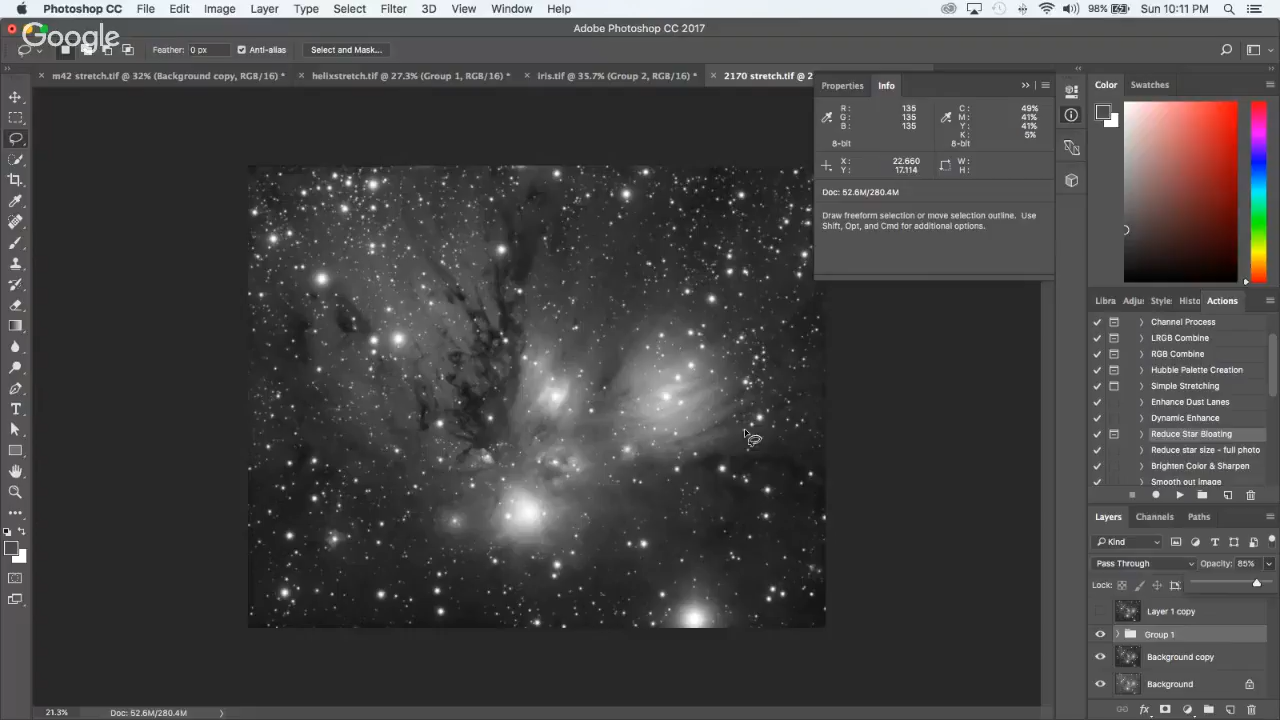 Photoshop CC File Edit Image Layer Type Select Filter 3D View Window Help 98% Sun 10:11 PM
Google
Adobe Photoshop CC 2017
Feather: 0 px Anti-alias Select and Mask...
m42 stretch.tif @ 32% (Background copy, RGB/16) * helixstretch.tif @ 27.3% (Group 1, RGB/16) * iris.tif @ 35.7% (Group 2, RGB/16) * 2170 stretch.tif @ 2
Properties Info
R: 135 C: 49%
G: 135 M: 41%
B: 135 Y: 41%
K: 5%
8-bit 8-bit
X: 22.660 W:
Y: 17.114 H:
Doc: 52.6M/280.4M
Draw freeform selection or move selection outline. Use
Shift, Opt, and Cmd for additional options.
Color Swatches
Libra Adju Style Histo Actions
Channel Process
LRGB Combine
RGB Combine
Hubble Palette Creation
Simple Stretching
Enhance Dust Lanes
Dynamic Enhance
Reduce Star Bloating
Reduce star size - full photo
Brighten Color & Sharpen
Smooth out image
Layers Channels Paths
Kind
Pass Through Opacity: 85%
Lock:
Layer 1 copy
Group 1
Background copy
Background
21.3% Doc: 52.6M/280.4M